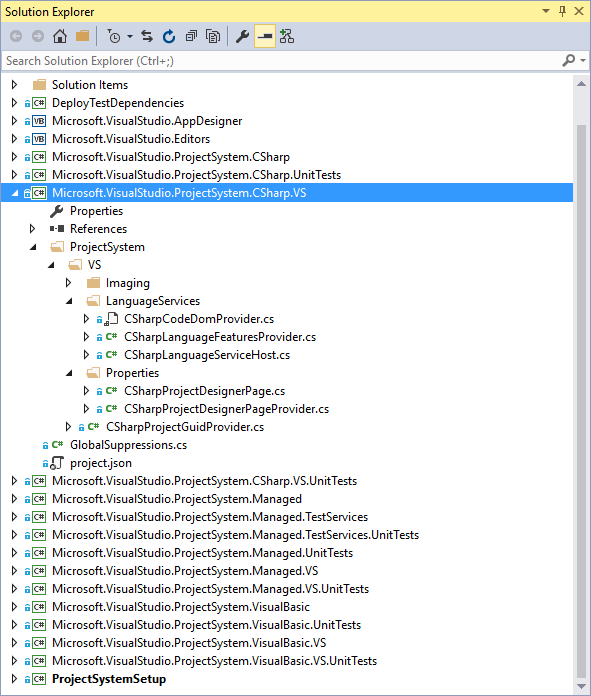 Solution Explorer
Search Solution Explorer (Ctrl+;)
Solution Items
C# DeployTestDependencies
VB Microsoft.VisualStudio.AppDesigner
VB Microsoft.VisualStudio.Editors
C# Microsoft.VisualStudio.ProjectSystem.CSharp
C# Microsoft.VisualStudio.ProjectSystem.CSharp.UnitTests
C# Microsoft.VisualStudio.ProjectSystem.CSharp.VS
Properties
References
ProjectSystem
VS
Imaging
LanguageServices
CSharpCodeDomProvider.cs
C# CSharpLanguageFeaturesProvider.cs
C# CSharpLanguageServiceHost.cs
Properties
C# CSharpProjectDesignerPage.cs
C# CSharpProjectDesignerPageProvider.cs
C# CSharpProjectGuidProvider.cs
C# GlobalSuppressions.cs
project.json
C# Microsoft.VisualStudio.ProjectSystem.CSharp.VS.UnitTests
C# Microsoft.VisualStudio.ProjectSystem.Managed
C# Microsoft.VisualStudio.ProjectSystem.Managed.TestServices
C# Microsoft.VisualStudio.ProjectSystem.Managed.TestServices.UnitTests
C# Microsoft.VisualStudio.ProjectSystem.Managed.UnitTests
C# Microsoft.VisualStudio.ProjectSystem.Managed.VS
C# Microsoft.VisualStudio.ProjectSystem.Managed.VS.UnitTests
C# Microsoft.VisualStudio.ProjectSystem.VisualBasic
C# Microsoft.VisualStudio.ProjectSystem.VisualBasic.UnitTests
C# Microsoft.VisualStudio.ProjectSystem.VisualBasic.VS
C# Microsoft.VisualStudio.ProjectSystem.VisualBasic.VS.UnitTests
C# ProjectSystemSetup